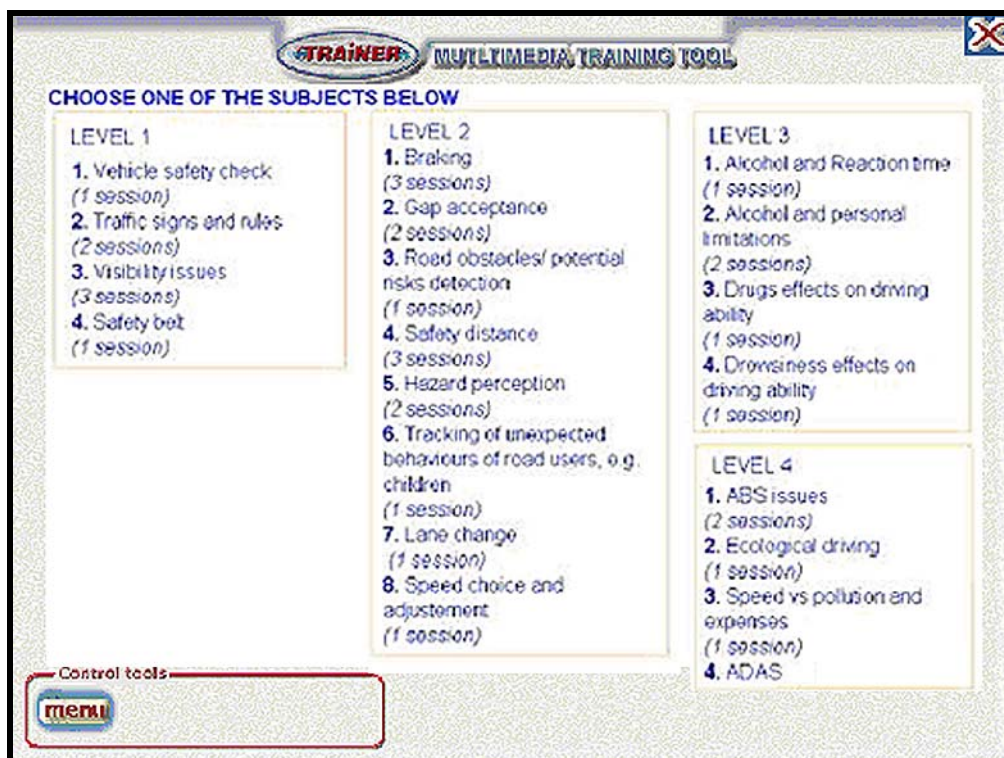 TRAiNER MUTLTIMEDIA TRAINING TOOL
CHOOSE ONE OF THE SUBJECTS BELOW
LEVEL 1
1. Vehicle safety check
(1 session)
2. Traffic signs and rules
(2 sessions)
3. Visibility issues
(3 sessions)
4. Safety belt
(1 session)
LEVEL 2
1. Braking
(3 sessions)
2. Gap acceptance
(2 sessions)
3. Road obstacles/ potential
risks detection
(1 session)
4. Safety distance
(3 sessions)
5. Hazard perception
(2 sessions)
6. Tracking of unexpected
behaviours of road users, e.g.
children
(1 session)
7. Lane change
(1 session)
8. Speed choice and
adjustement
(1 session)
LEVEL 3
1. Alcohol and Reaction time
(1 session)
2. Alcohol and personal
limitations
(2 sessions)
3. Drugs effects on driving
ability
(1 session)
4. Drowsiness effects on
driving ability
(1 session)
LEVEL 4
1. ABS issues
(2 sessions)
2. Ecological driving
(1 session)
3. Speed vs pollution and
expenses
(1 session)
4. ADAS
Control tools
menu